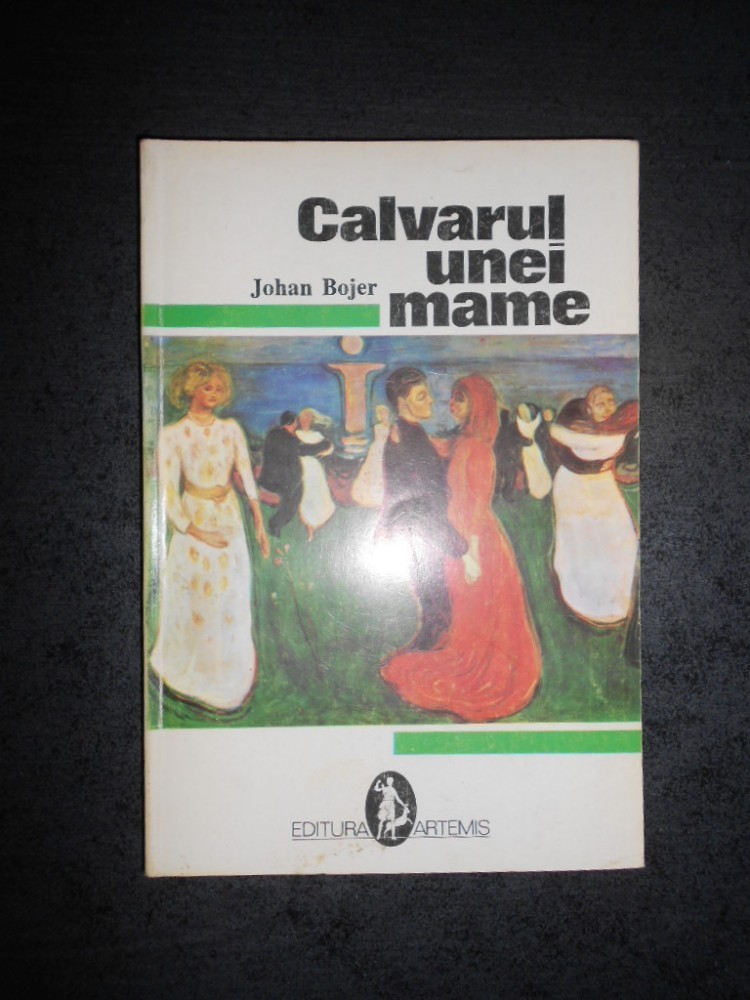 Calvarul
unei
mame
Johan Bojer
EDITURA ARTEMIS